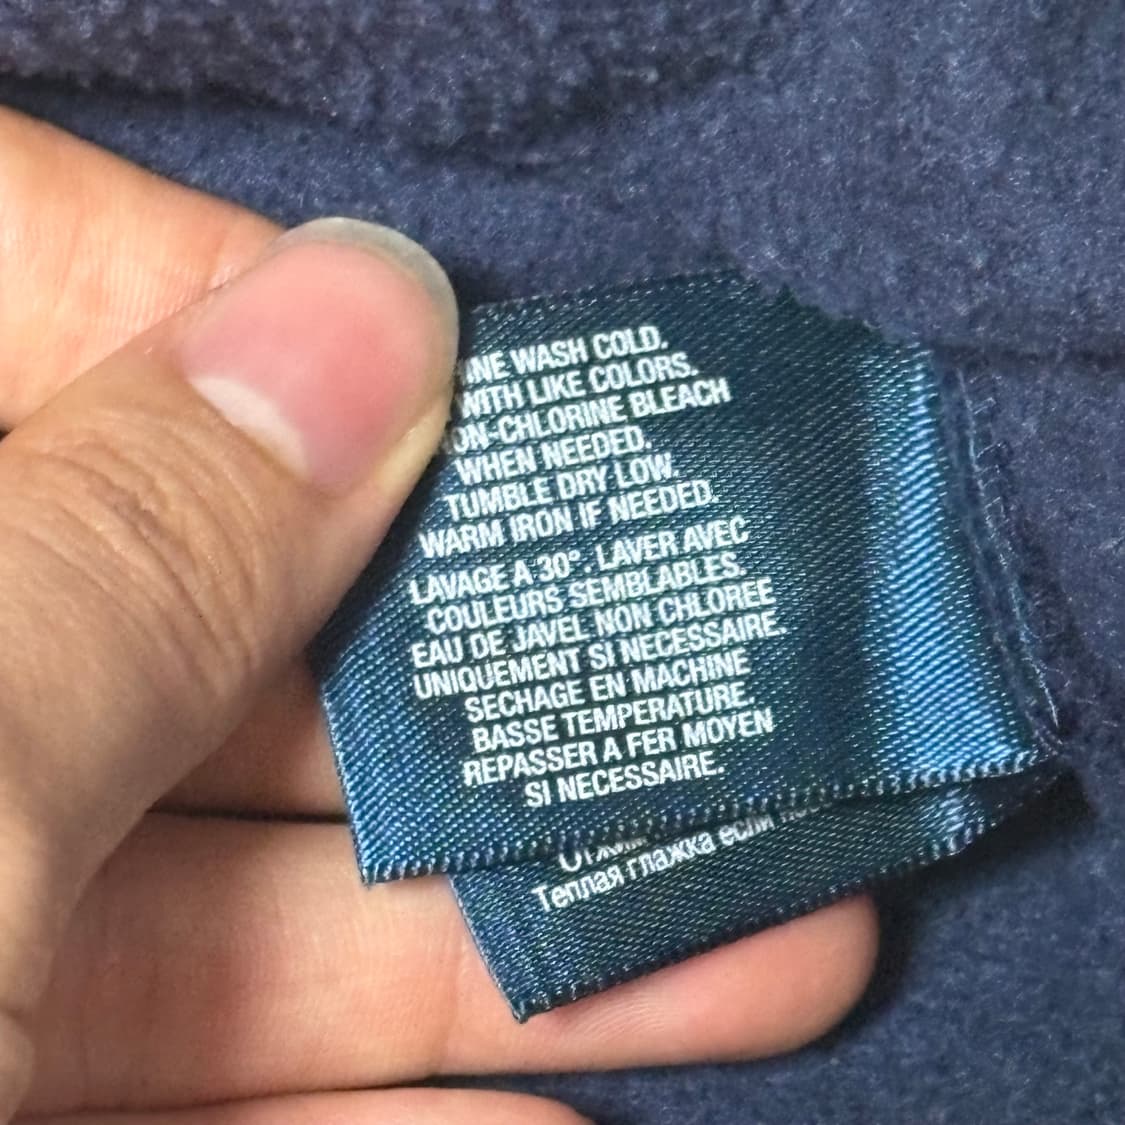 WASH COLD.
WITH LIKE COLORS.
-CHLORINE BLEACH
WHEN NEEDED.
TUMBLE DRY LOW.
WARM IRON IF NEEDED.
LAVAGE A 30°. LAVER AVEC
COULEURS SEMBLABLES.
EAU DE JAVEL NON CHLOREE
UNIQUEMENT SI NECESSAIRE.
SECHAGE EN MACHINE
BASSE TEMPERATURE.
REPASSER A FER MOYEN
SI NECESSAIRE.
Теплая глажка если